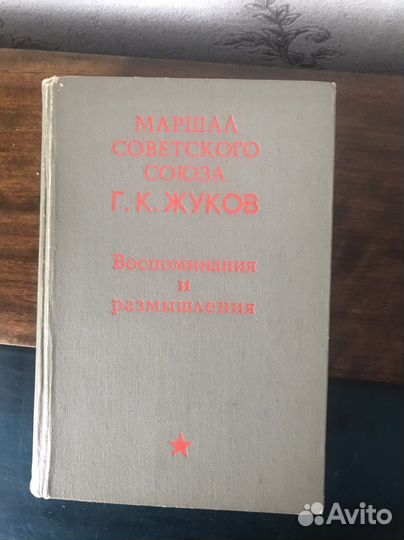 МАРШАЛ
СОВЕТСКОГО
СОЮЗА
Г. К. ЖУКОВ
Воспоминания
и
размышления
Avito